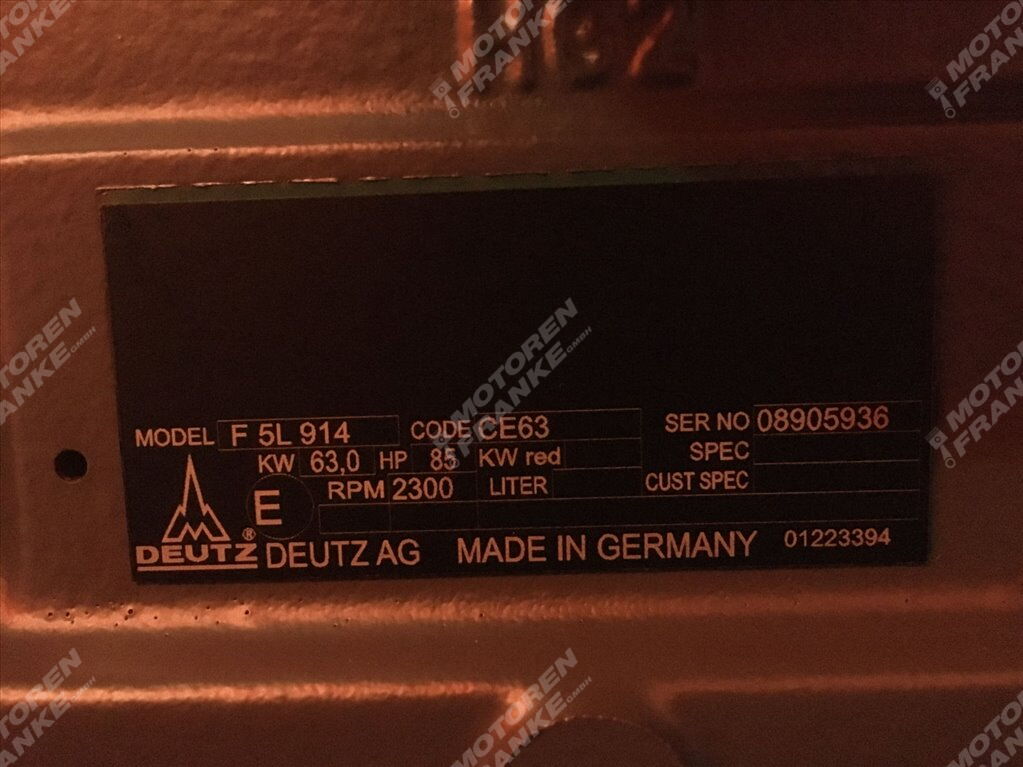 MODEL F 5L 914 CODE CE63 SER NO 08905936
KW 63,0 HP 85 KW red SPEC
E RPM 2300 LITER CUST SPEC
DEUTZ® DEUTZ AG MADE IN GERMANY 01223394
MOTOREN FRANKE GMBH